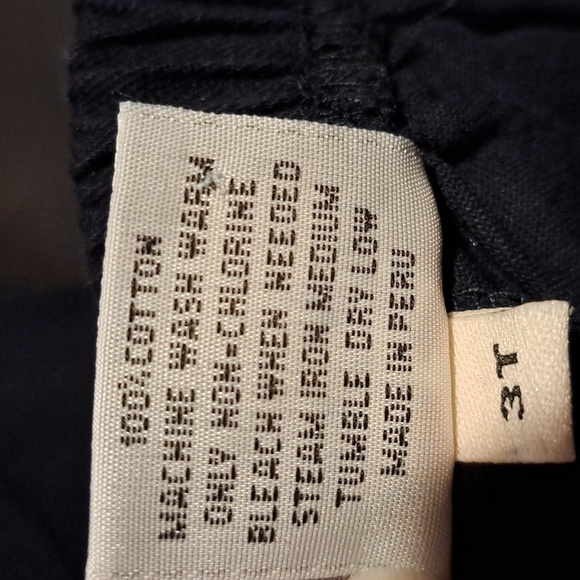 100% COTTON
MACHINE WASH WARM
ONLY NON-CHLORINE
BLEACH WHEN NEEDED
STEAM IRON MEDIUM
TUMBLE DRY LOW
MADE IN PERU
3T